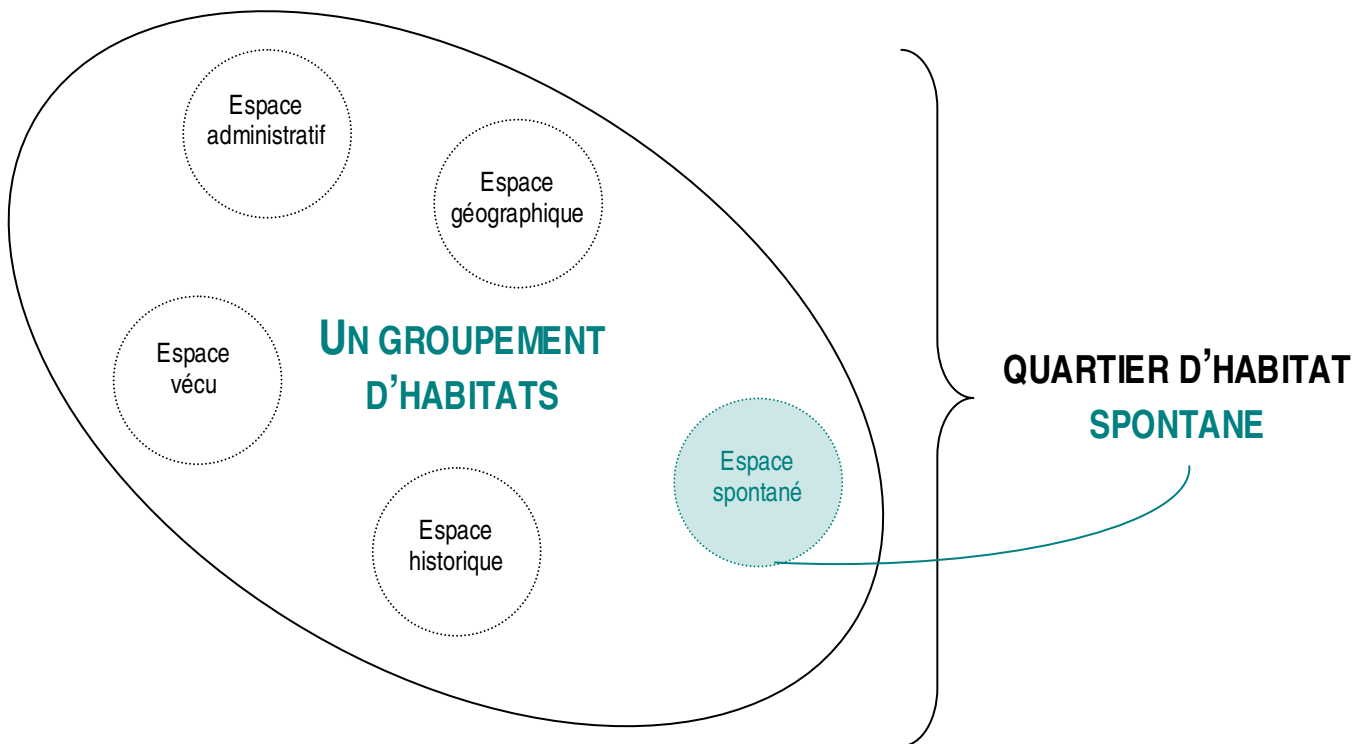 Espace
administratif
Espace
géographique
UN GROUPEMENT
D'HABITATS
Espace
vécu
QUARTIER D'HABITAT
SPONTANE
Espace
spontané
Espace
historique